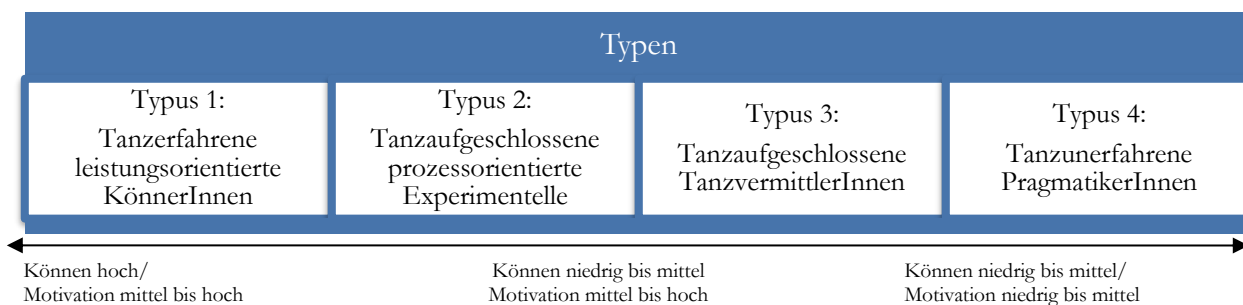 Typen
Typus 1:
Tanzerfahrene
leistungsorientierte
KönnerInnen
Typus 2:
Tanzaufgeschlossene
prozessorientierte
Experimentelle
Typus 3:
Tanzaufgeschlossene
TanzvermittlerInnen
Typus 4:
Tanzunerfahrene
PragmatikerInnen
Können hoch/
Motivation mittel bis hoch
Können niedrig bis mittel
Motivation mittel bis hoch
Können niedrig bis mittel/
Motivation niedrig bis mittel